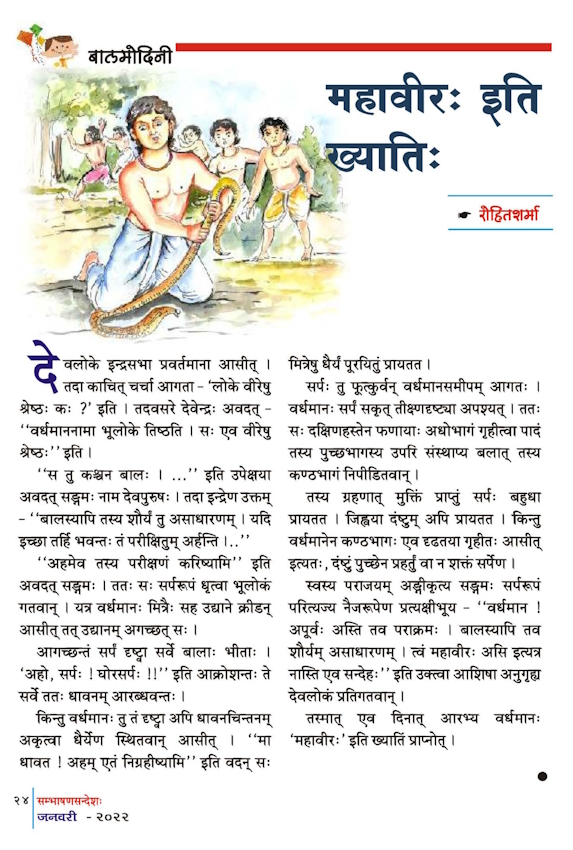 बालमोदिनी
महावीरः इति
ख्यातिः
रोहितशर्मा
देवलोके इन्द्रसभा प्रवर्तमाना आसीत् ।
तदा काचित् चर्चा आगता – ‘लोके वीरेषु
श्रेष्ठः कः ?’ इति । तदवसरे देवेन्द्रः अवदत् –
‘‘वर्धमाननामा भूलोके तिष्ठति । सः एव वीरेषु
श्रेष्ठः’’ इति ।
‘‘स तु कश्चन बालः । ...’’ इति उपेक्षया
अवदत् सङ्गमः नाम देवपुरुषः । तदा इन्द्रेण उक्तम्
– ‘‘बालस्यापि तस्य शौर्यं तु असाधारणम् । यदि
इच्छा तर्हि भवन्तः तं परीक्षितुम् अर्हन्ति ।..’’
‘‘अहमेव तस्य परीक्षणं करिष्यामि’’ इति
अवदत् सङ्गमः । ततः सः सर्परूपं धृत्वा भूलोकं
गतवान् । यत्र वर्धमानः मित्रैः सह उद्याने क्रीडन्
आसीत् तत् उद्यानम् अगच्छत् सः ।
आगच्छन्तं सर्पं दृष्ट्वा सर्वे बालाः भीताः ।
‘अहो, सर्पः ! घोरसर्पः !!’’ इति आक्रोशन्तः ते
सर्वे ततः धावनम् आरब्धवन्तः ।
किन्तु वर्धमानः तु तं दृष्ट्वा अपि धावनचिन्तनम्
अकृत्वा धैर्येण स्थितवान् आसीत् । ‘‘मा
धावत ! अहम् एतं निग्रहीष्यामि’’ इति वदन् सः
मित्रेषु धैर्यं पूरयितुं प्रायतत ।
सर्पः तु फूत्कुर्वन् वर्धमानसमीपम् आगतः ।
वर्धमानः सर्पं सकृत् तीक्ष्णदृष्ट्या अपश्यत् । ततः
सः दक्षिणहस्तेन फणायाः अधोभागं गृहीत्वा पादं
तस्य पुच्छभागस्य उपरि संस्थाप्य बलात् तस्य
कण्ठभागं निपीडितवान् ।
तस्य ग्रहणात् मुक्तिं प्राप्तुं सर्पः बहुधा
प्रायतत । जिह्वया दंष्टुम् अपि प्रायतत । किन्तु
वर्धमानेन कण्ठभागः एव दृढतया गृहीतः आसीत्
इत्यतः, दंष्टुं पुच्छेन प्रहर्तुं वा न शक्तं सर्पेण ।
स्वस्य पराजयम् अङ्गीकृत्य सङ्गमः सर्परूपं
परित्यज्य नैजरूपेण प्रत्यक्षीभूय – ‘‘वर्धमान !
अपूर्वः अस्ति तव पराक्रमः । बालस्यापि तव
शौर्यम् असाधारणम् । त्वं महावीरः असि इत्यत्र
नास्ति एव सन्देहः’’ इति उक्त्वा आशिषा अनुगृह्य
देवलोकं प्रतिगतवान् ।
तस्मात् एव दिनात् आरभ्य वर्धमानः
‘महावीरः’ इति ख्यातिं प्राप्नोत् ।
२४ सम्भाषणसन्देशः
जनवरी - २०२२